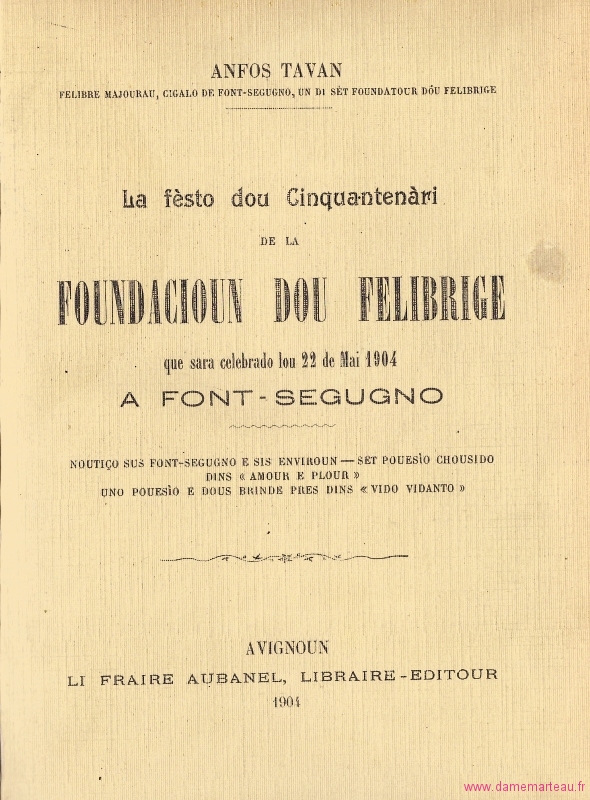 ANFOS TAVAN
FELIBRE MAJOURAU, CIGALO DE FONT-SEGUGNO, UN DI SÈT FOUNDATOUR DÓU FELIBRIGE
La fèsto dou Cinquantenàri
DE LA
FOUNDACIOUN DOU FELIBRIGE
que sara celebrado lou 22 de Mai 1904
A FONT-SEGUGNO
NOUTIÇO SUS FONT-SEGUGNO E SIS ENVIROUN — SÈT POUESÌO CHOUSIDO
DINS « AMOUR E PLOUR »
UNO POUESÌO E DOUS BRINDE PRES DINS « VIDO VIDANTO »
AVIGNOUN
LI FRAIRE AUBANEL, LIBRAIRE-EDITOUR
1904
www.damemarteau.fr